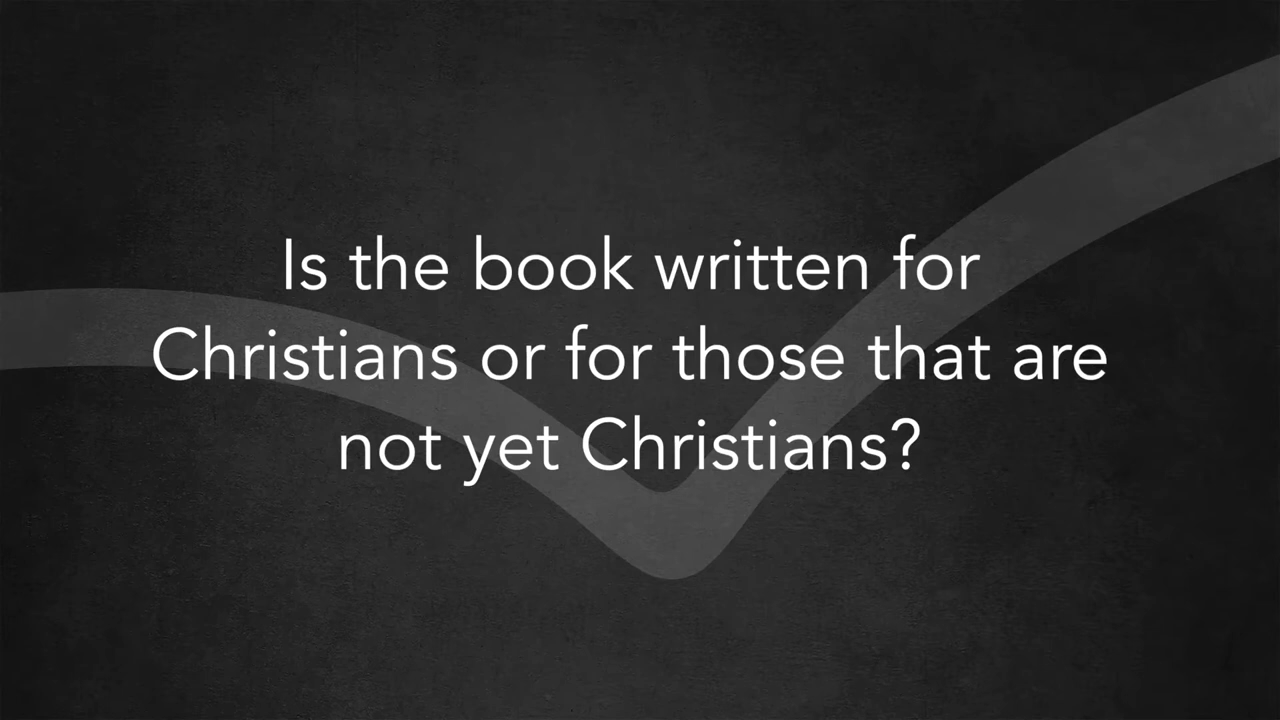 Is the book written for
Christians or for those that are
not yet Christians?